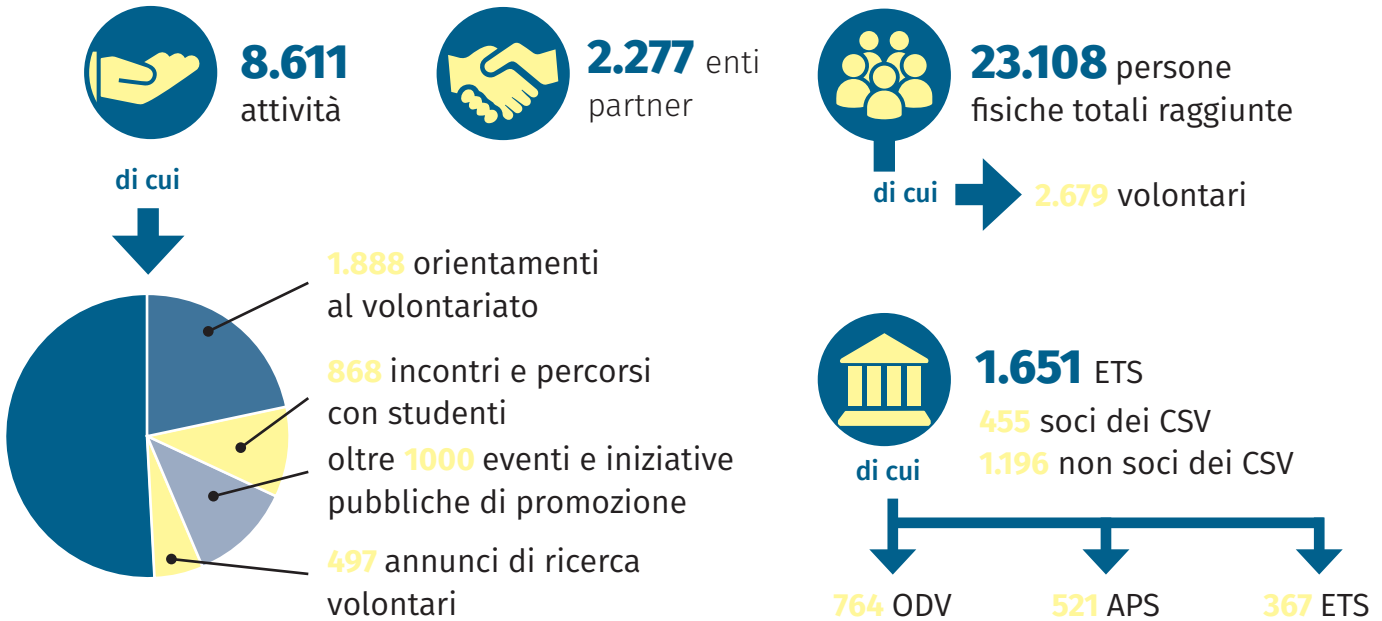 8.611
attività
2.277 enti
partner
23.108 persone
fisiche totali raggiunte
di cui
2.679 volontari
di cui
1.888 orientamenti
al volontariato
868 incontri e percorsi
con studenti
oltre 1000 eventi e iniziative
pubbliche di promozione
497 annunci di ricerca
volontari
1.651 ETS
455 soci dei CSV
1.196 non soci dei CSV
di cui
764 ODV
521 APS
367 ETS